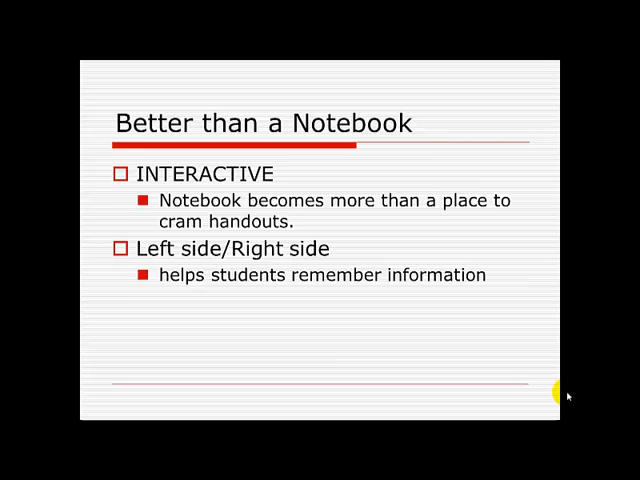 Better than a Notebook
INTERACTIVE
Notebook becomes more than a place to
cram handouts.
Left side/Right side
helps students remember information